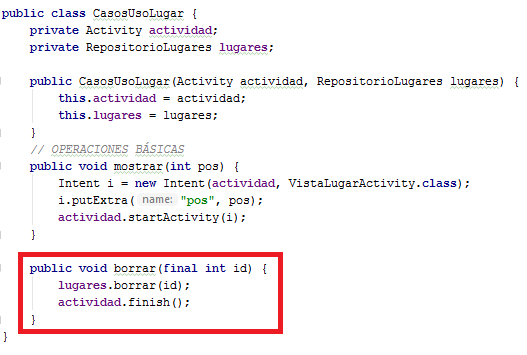 public class CasosUsoLugar {
    private Activity actividad;
    private RepositorioLugares lugares;

    public CasosUsoLugar(Activity actividad, RepositorioLugares lugares) {
        this.actividad = actividad;
        this.lugares = lugares;
    }
    // OPERACIONES BÁSICAS
    public void mostrar(int pos) {
        Intent i = new Intent(actividad, VistaLugarActivity.class);
        i.putExtra( name: "pos", pos);
        actividad.startActivity(i);
    }

    public void borrar(final int id) {
        lugares.borrar(id);
        actividad.finish();
    }
}